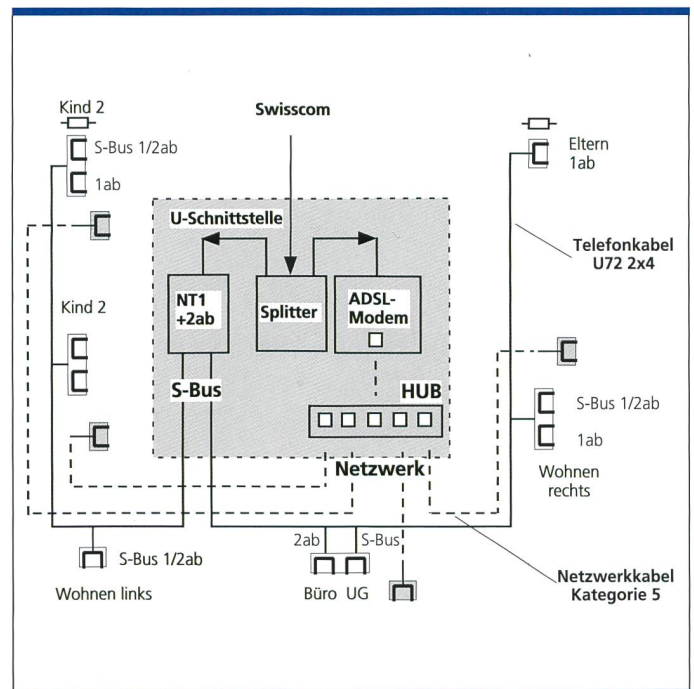 Kind 2
S-Bus 1/2ab
1ab
Swisscom
Eltern
1ab
U-Schnittstelle
Telefonkabel
U72 2x4
NT1
+2ab
Splitter
ADSL-
Modem
Kind 2
S-Bus
HUB
S-Bus 1/2ab
1ab
Wohnen
rechts
Netzwerk
S-Bus 1/2ab
Wohnen links
2ab
S-Bus
Büro UG
Netzwerkkabel
Kategorie 5